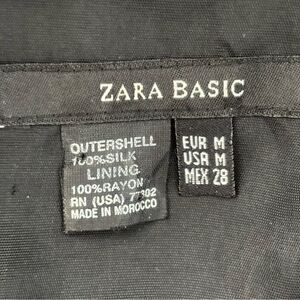 ZARA BASIC
OUTERSHELL
100%SILK
LINING
100%RAYON
RN (USA) 77302
MADE IN MOROCCO
EUR M
USA M
MEX 28